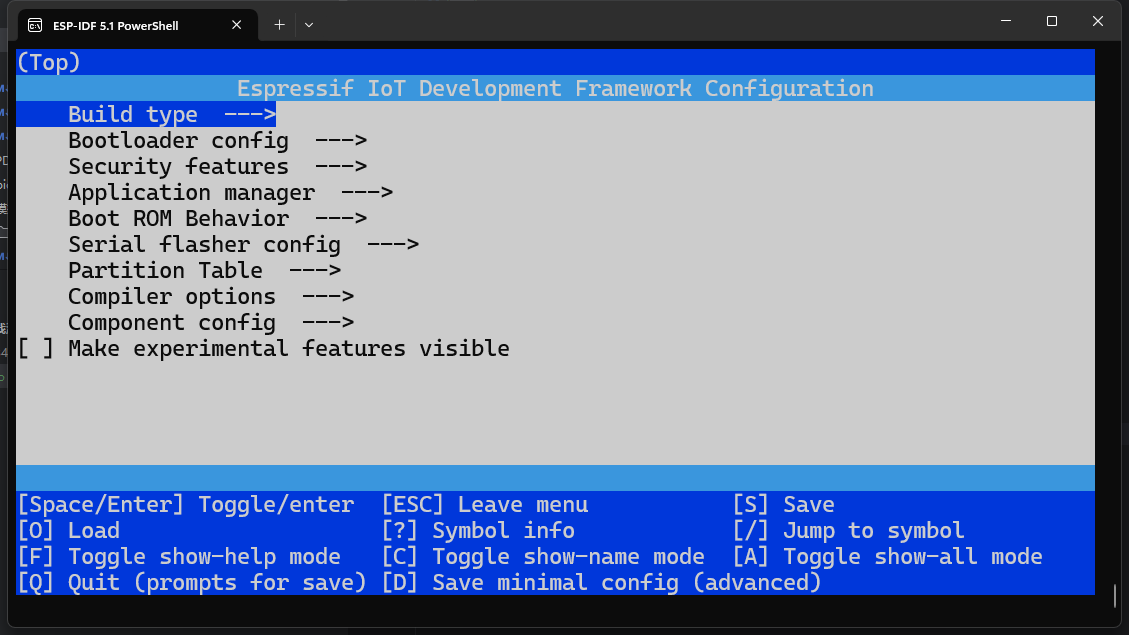 ESP-IDF 5.1 PowerShell
(Top)
Espressif IoT Development Framework Configuration
Build type --->
Bootloader config --->
Security features --->
Application manager --->
Boot ROM Behavior --->
Serial flasher config --->
Partition Table --->
Compiler options --->
Component config --->
[ ] Make experimental features visible
[Space/Enter] Toggle/enter [ESC] Leave menu [S] Save
[O] Load [?] Symbol info [/] Jump to symbol
[F] Toggle show-help mode [C] Toggle show-name mode [A] Toggle show-all mode
[Q] Quit (prompts for save) [D] Save minimal config (advanced)